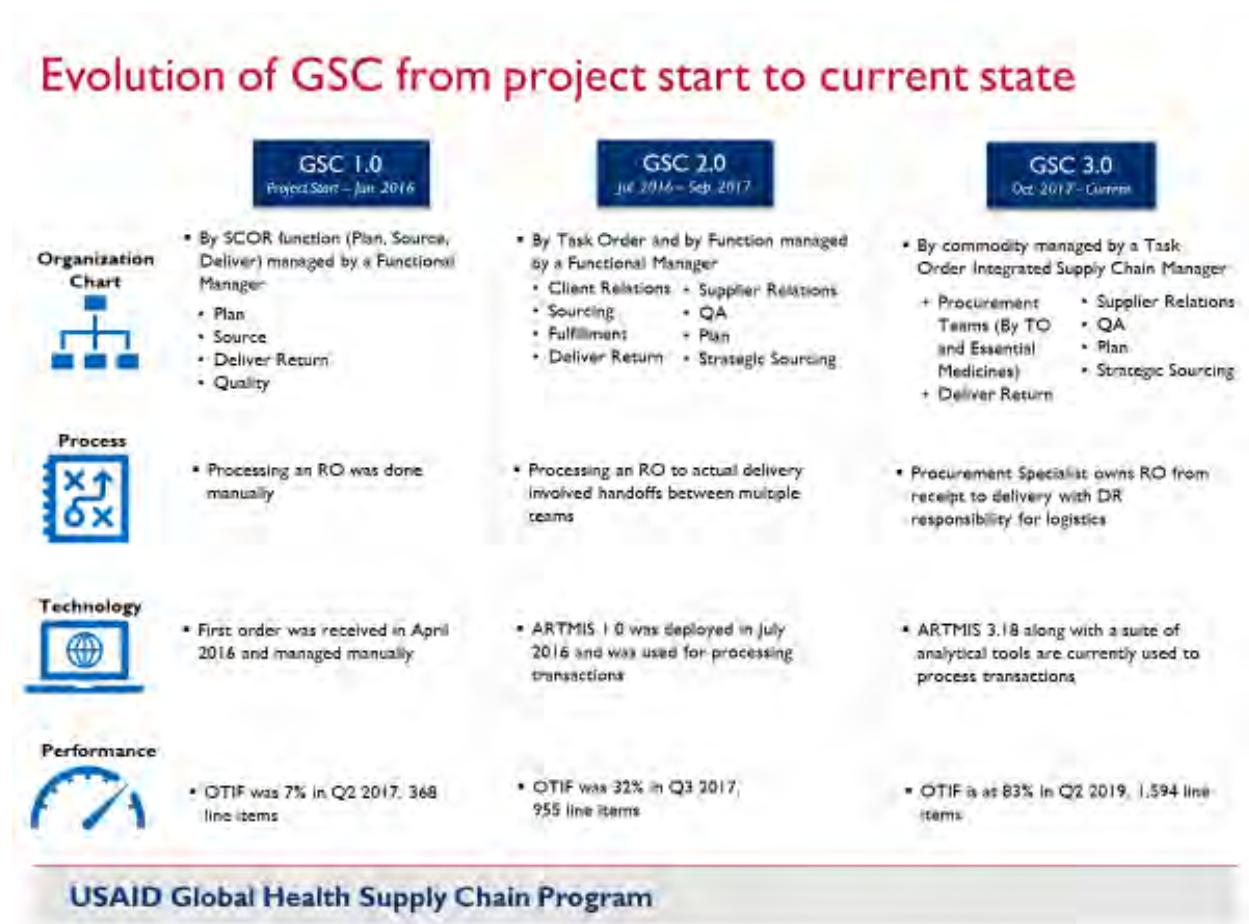 Evolution of GSC from project start to current state
GSC 1.0
Project Start – Jun. 2016
GSC 2.0
Jul. 2016 – Sep. 2017
GSC 3.0
Oct. 2017 - Current
Organization
Chart
• By SCOR function (Plan, Source,
Deliver) managed by a Functional
Manager
• Plan
• Source
• Deliver Return
• Quality
• By Task Order and by Function managed
by a Functional Manager
• Client Relations
• Sourcing
• Fulfillment
• Deliver Return
• Supplier Relations
• QA
• Plan
• Strategic Sourcing
• By commodity managed by a Task
Order Integrated Supply Chain Manager
+ Procurement
Teams (By TO
and Essential
Medicines)
+ Deliver Return
• Supplier Relations
• QA
• Plan
• Strategic Sourcing
Process
• Processing an RO was done
manually
• Processing an RO to actual delivery
involved handoffs between multiple
teams
• Procurement Specialist owns RO from
receipt to delivery with DR
responsibility for logistics
Technology
• First order was received in April
2016 and managed manually
• ARTMIS 1.0 was deployed in July
2016 and was used for processing
transactions
• ARTMIS 3.18 along with a suite of
analytical tools are currently used to
process transactions
Performance
• OTIF was 7% in Q2 2017, 368
line items
• OTIF was 32% in Q3 2017,
955 line items
• OTIF is at 83% in Q2 2019, 1,594 line
items
USAID Global Health Supply Chain Program